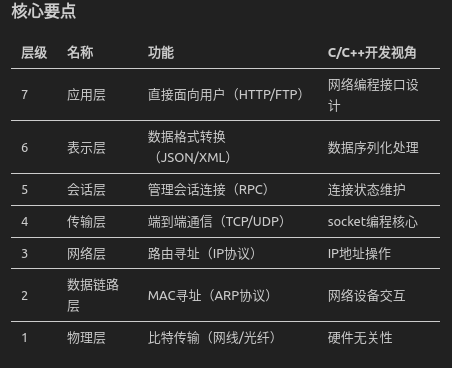 核心要点
层级 名称 功能 C/C++开发视角
7 应用层 直接面向用户（HTTP/FTP） 网络编程接口设
计
6 表示层 数据格式转换
（JSON/XML） 数据序列化处理
5 会话层 管理会话连接（RPC） 连接状态维护
4 传输层 端到端通信（TCP/UDP） socket编程核心
3 网络层 路由寻址（IP协议） IP地址操作
2 数据链路
层 MAC寻址（ARP协议） 网络设备交互
1 物理层 比特传输（网线/光纤） 硬件无关性